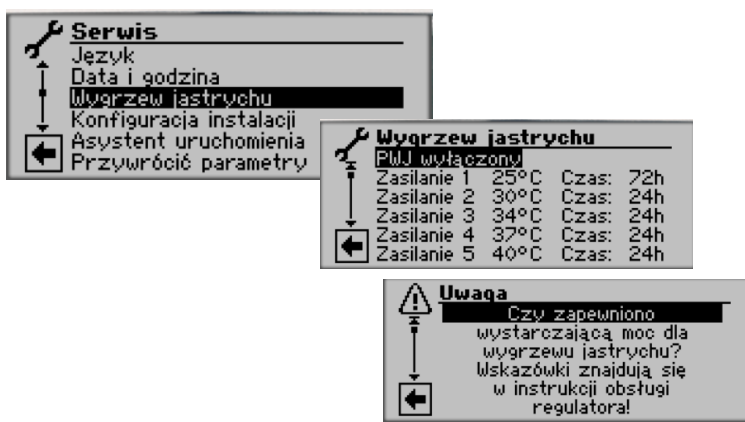 Serwis
Język
Data i godzina
Wygrzew jastrychu
Konfiguracja instalacji
Asystent uruchomienia
Przywrócić parametry
Wygrzew jastrychu
PWJ wyłączony
Zasilanie 1 25°C Czas: 72h
Zasilanie 2 30°C Czas: 24h
Zasilanie 3 34°C Czas: 24h
Zasilanie 4 37°C Czas: 24h
Zasilanie 5 40°C Czas: 24h
Uwaga
Czy zapewniono
wystarczającą moc dla
wygrzewu jastrychu?
Wskazówki znajdują się
w instrukcji obsługi
regulatora!